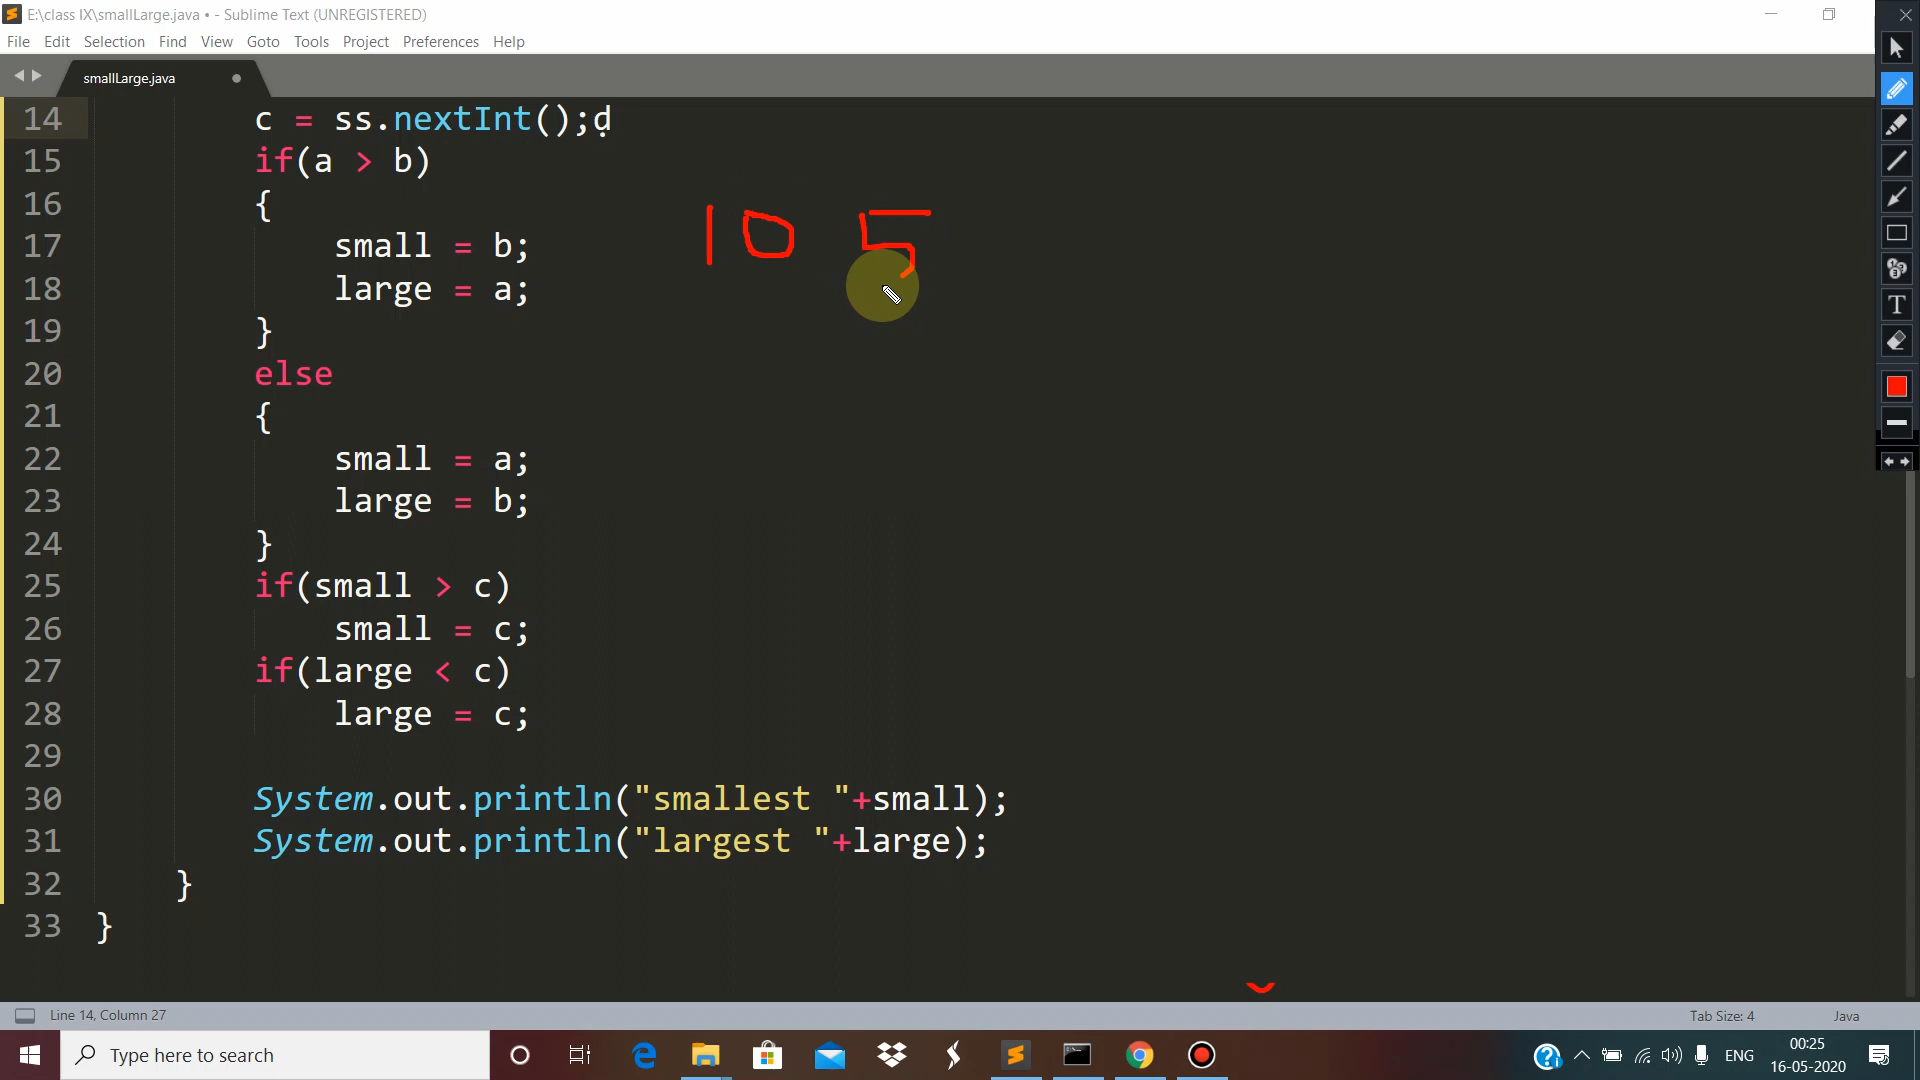 E:\class IX\smallLarge.java • - Sublime Text (UNREGISTERED)
File Edit Selection Find View Goto Tools Project Preferences Help
smallLarge.java
14 c = ss.nextInt();d
15 if(a > b)
16 {
10 5
17 small = b;
18 large = a;
19 }
20 else
21 {
22 small = a;
23 large = b;
24 }
25 if(small > c)
26 small = c;
27 if(large < c)
28 large = c;
29
30 System.out.println("smallest "+small);
31 System.out.println("largest "+large);
32 }
33 }
Line 14, Column 27 Tab Size: 4 Java
Type here to search ENG 00:25
16-05-2020